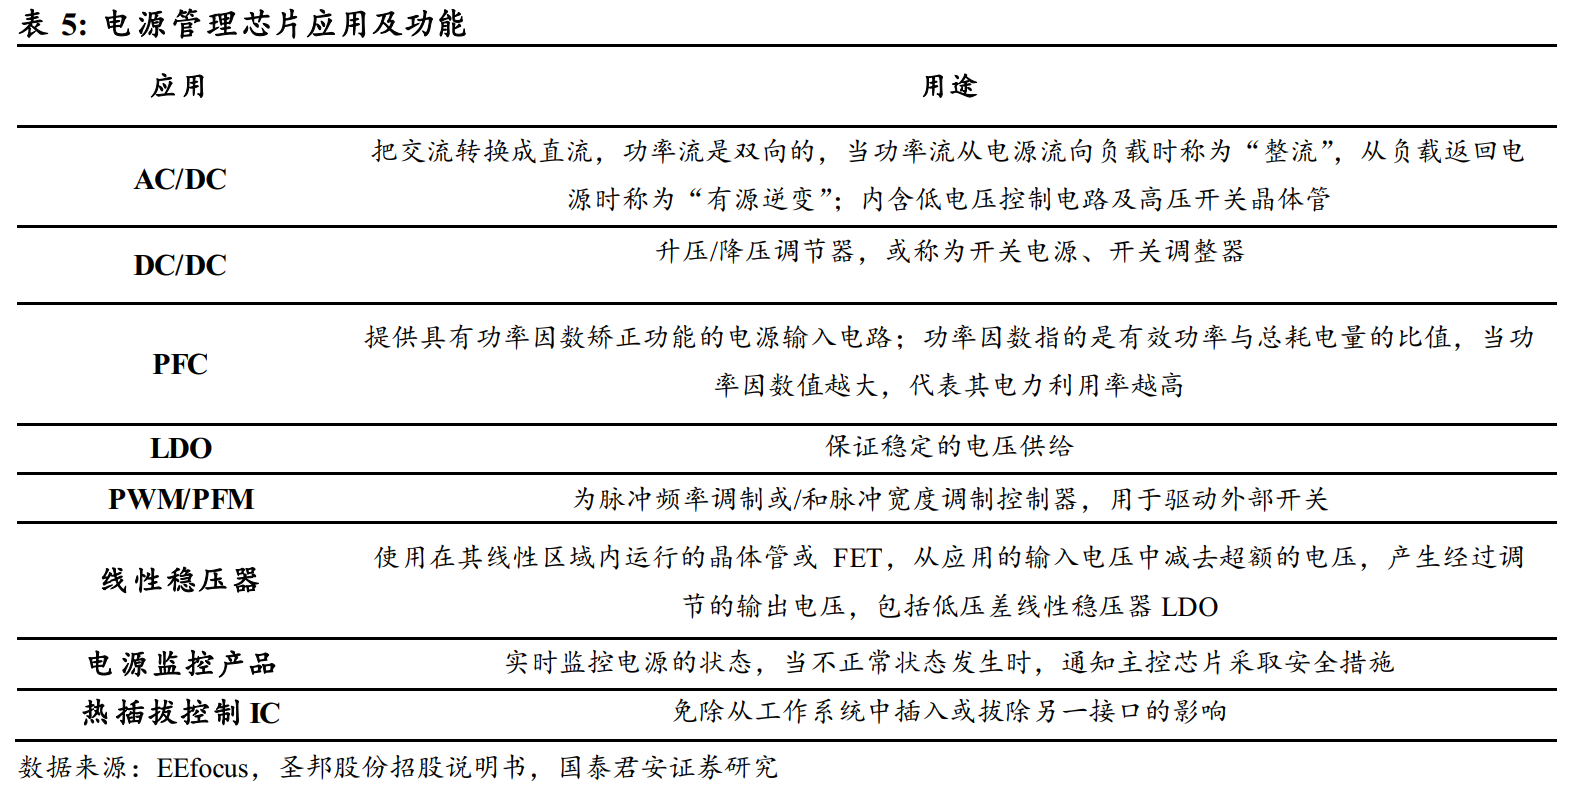 表 5: 电源管理芯片应用及功能
应用 用途
AC/DC
把交流转换成直流，功率流是双向的，当功率流从电源流向负载时称为“整流”，从负载返回电
源时称为“有源逆变”；内含低电压控制电路及高压开关晶体管
DC/DC
升压/降压调节器，或称为开关电源、开关调整器
PFC
提供具有功率因数矫正功能的电源输入电路；功率因数指的是有效功率与总耗电量的比值，当功
率因数值越大，代表其电力利用率越高
LDO
保证稳定的电压供给
PWM/PFM
为脉冲频率调制或/和脉冲宽度调制控制器，用于驱动外部开关
线性稳压器
使用在其线性区域内运行的晶体管或 FET，从应用的输入电压中减去超额的电压，产生经过调
节的输出电压，包括低压差线性稳压器 LDO
电源监控产品
实时监控电源的状态，当不正常状态发生时，通知主控芯片采取安全措施
热插拔控制 IC
免除从工作系统中插入或拔除另一接口的影响
数据来源：EEfocus，圣邦股份招股说明书，国泰君安证券研究